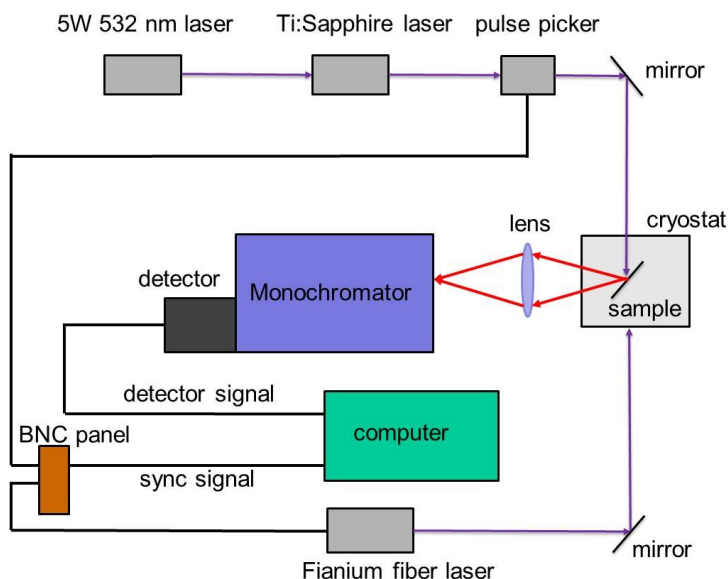 5W 532 nm laser
Ti:Sapphire laser
pulse picker
mirror
lens
cryostat
detector
Monochromator
sample
detector signal
BNC panel
computer
sync signal
Fianium fiber laser
mirror